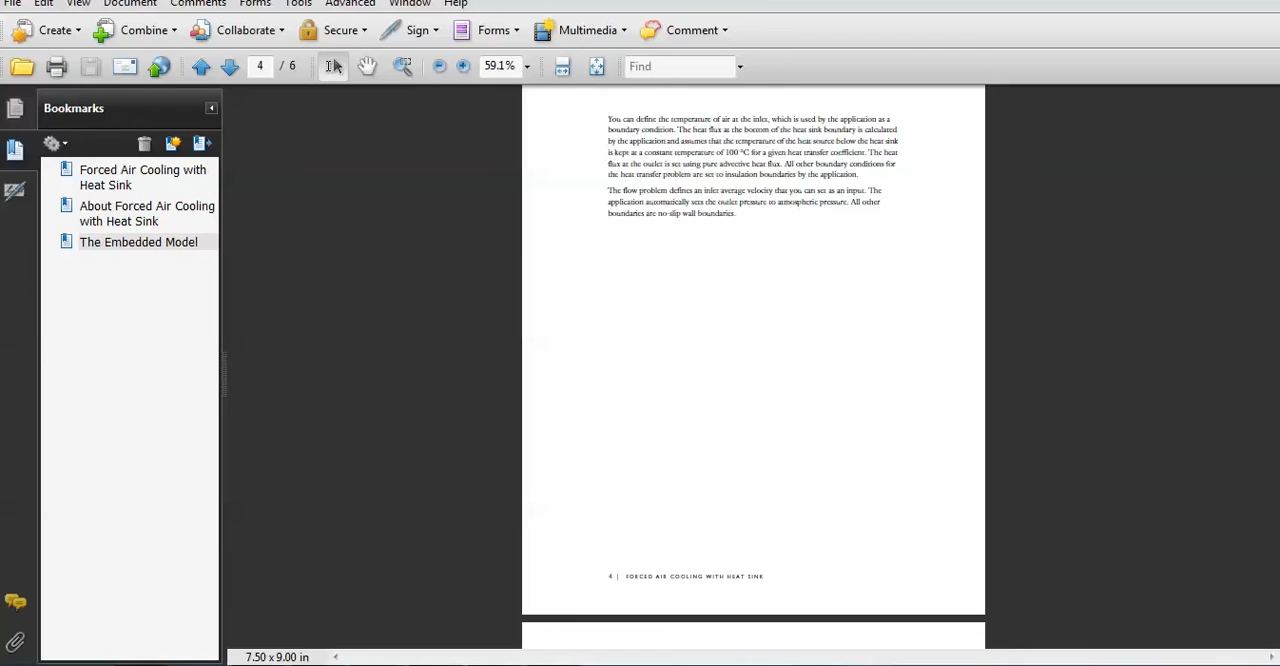 File Edit View Document Comments Forms Tools Advanced Window Help
Create Combine Collaborate Secure Sign Forms Multimedia Comment
4 / 6 59.1% Find
Bookmarks
Forced Air Cooling with
Heat Sink
About Forced Air Cooling
with Heat Sink
The Embedded Model
You can define the temperature of air at the inlet, which is used by the application as a
boundary condition. The heat flux at the bottom of the heat sink boundary is calculated
by the application and assumes that the temperature of the heat source below the heat sink
is kept at a constant temperature of 100 °C for a given heat transfer coefficient. The heat
flux at the outlet is set using pure advective heat flux. All other boundary conditions for
the heat transfer problem are set to insulation boundaries by the application.
The flow problem defines an inlet average velocity that you can set as an input. The
application automatically sets the outlet pressure to atmospheric pressure. All other
boundaries are no-slip wall boundaries.
4 | FORCED AIR COOLING WITH HEAT SINK
7.50 x 9.00 in